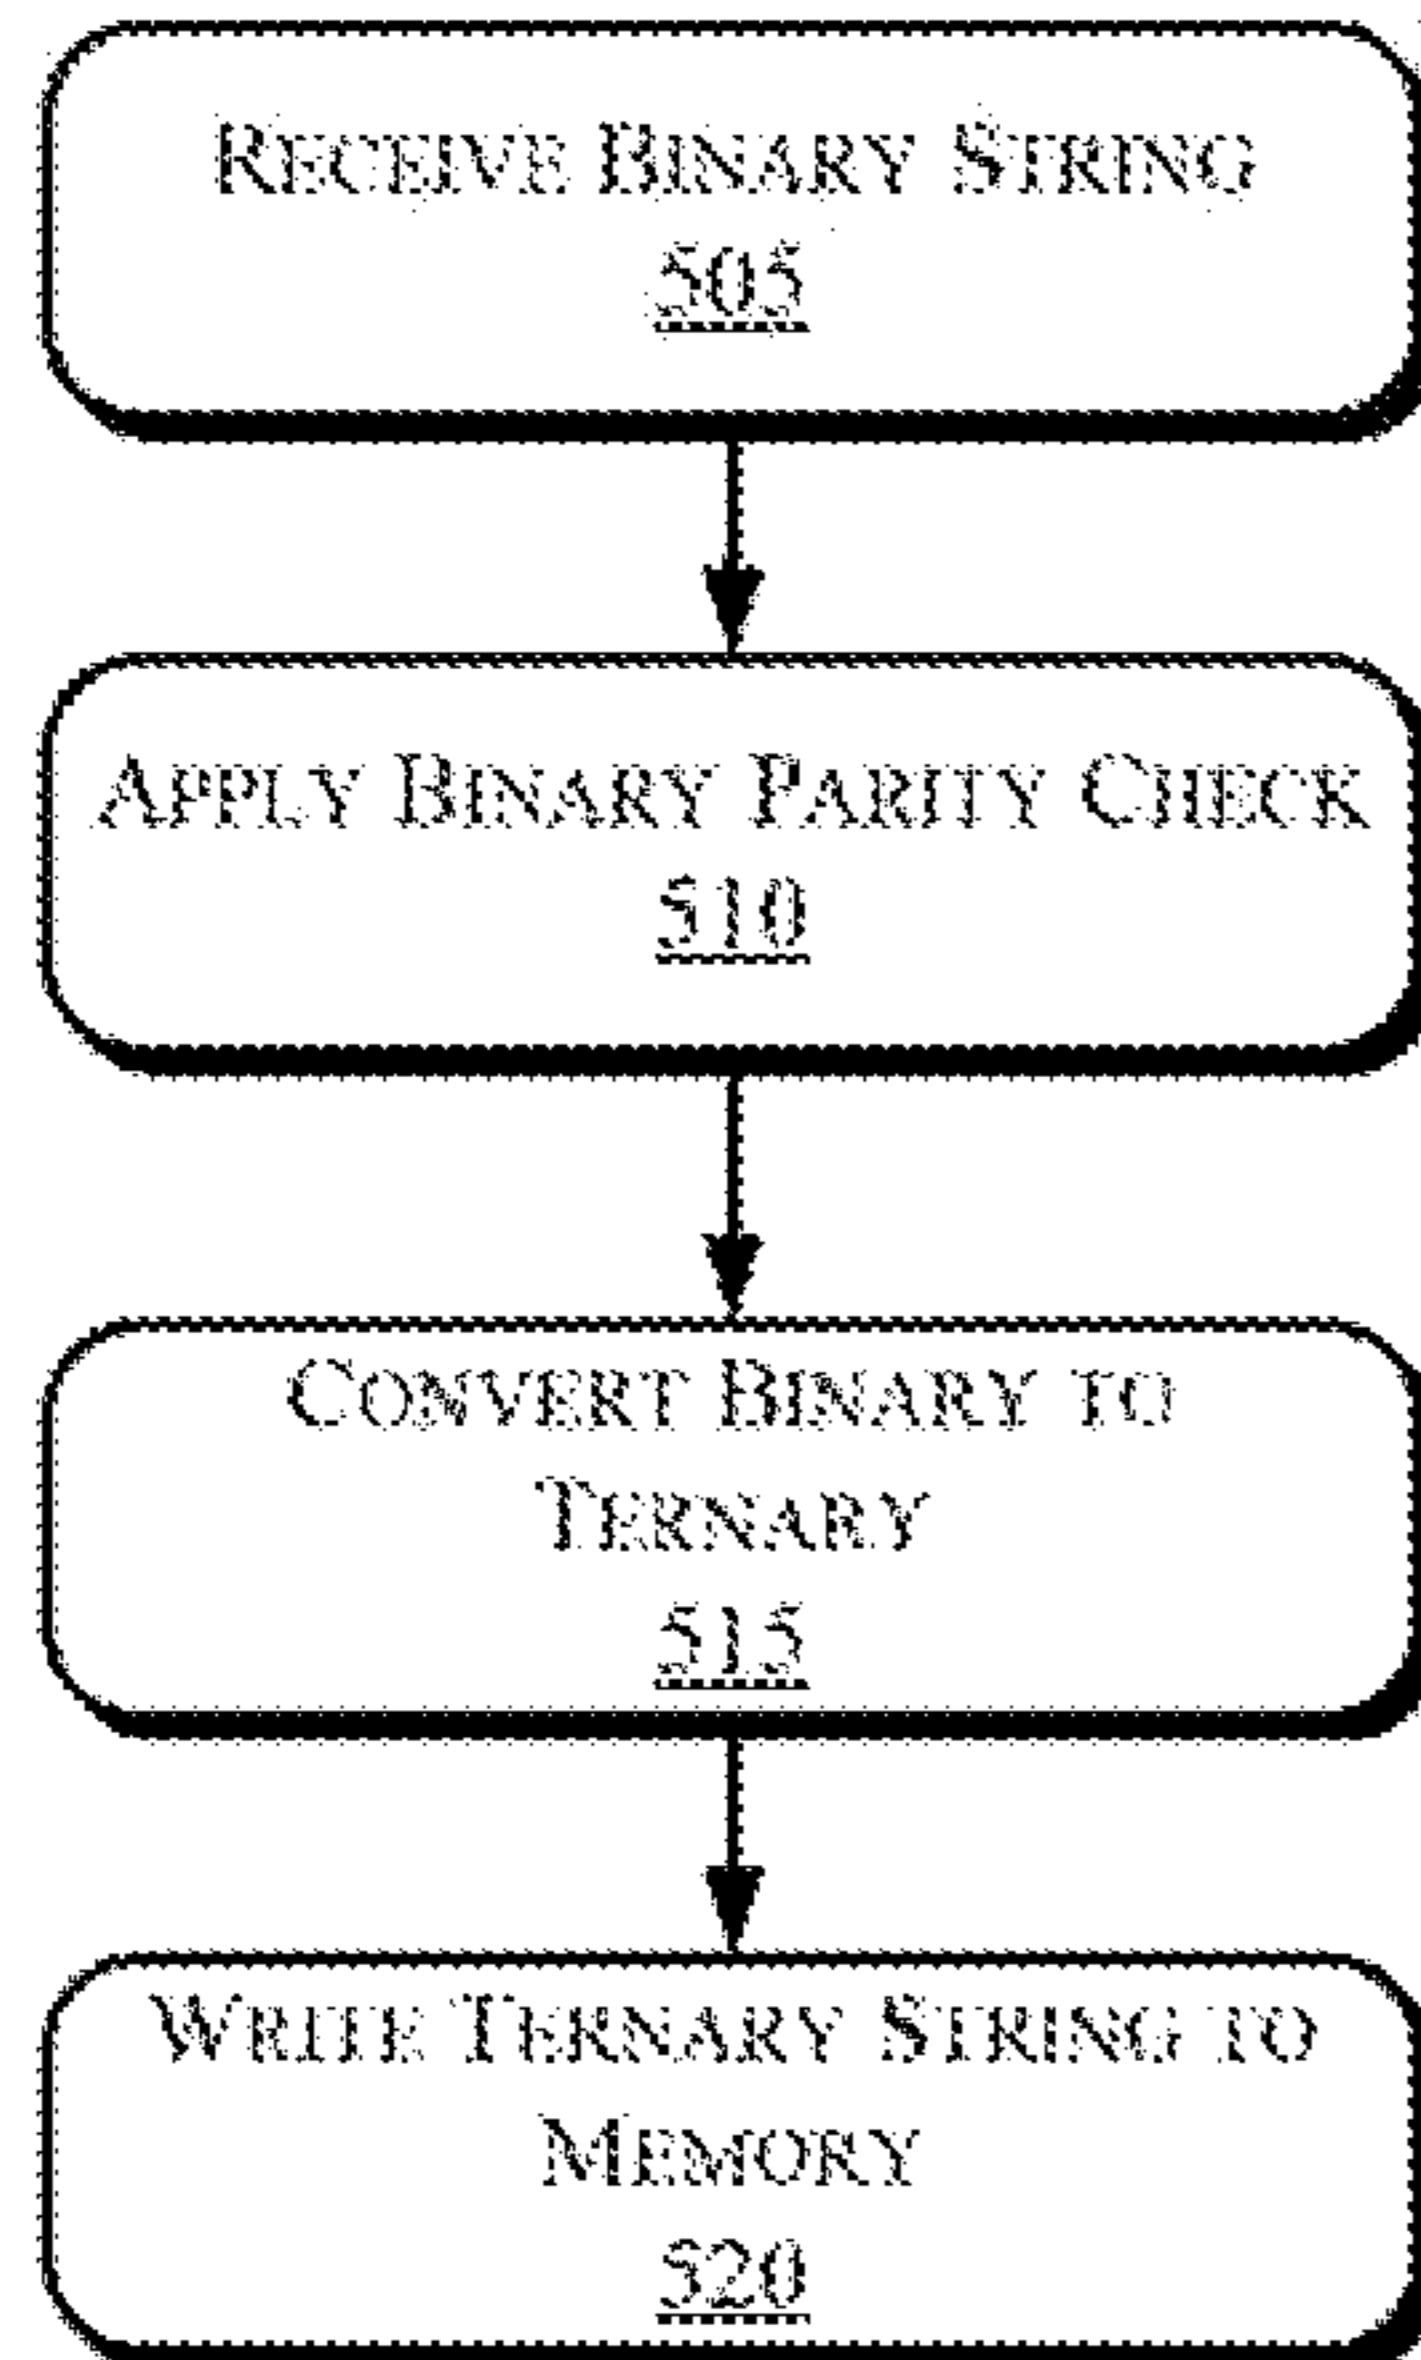 RECEIVE BINARY STRING
505
APPLY BINARY PARITY CHECK
510
CONVERT BINARY TO
TERNARY
515
WRITE TERNARY STRING TO
MEMORY
520